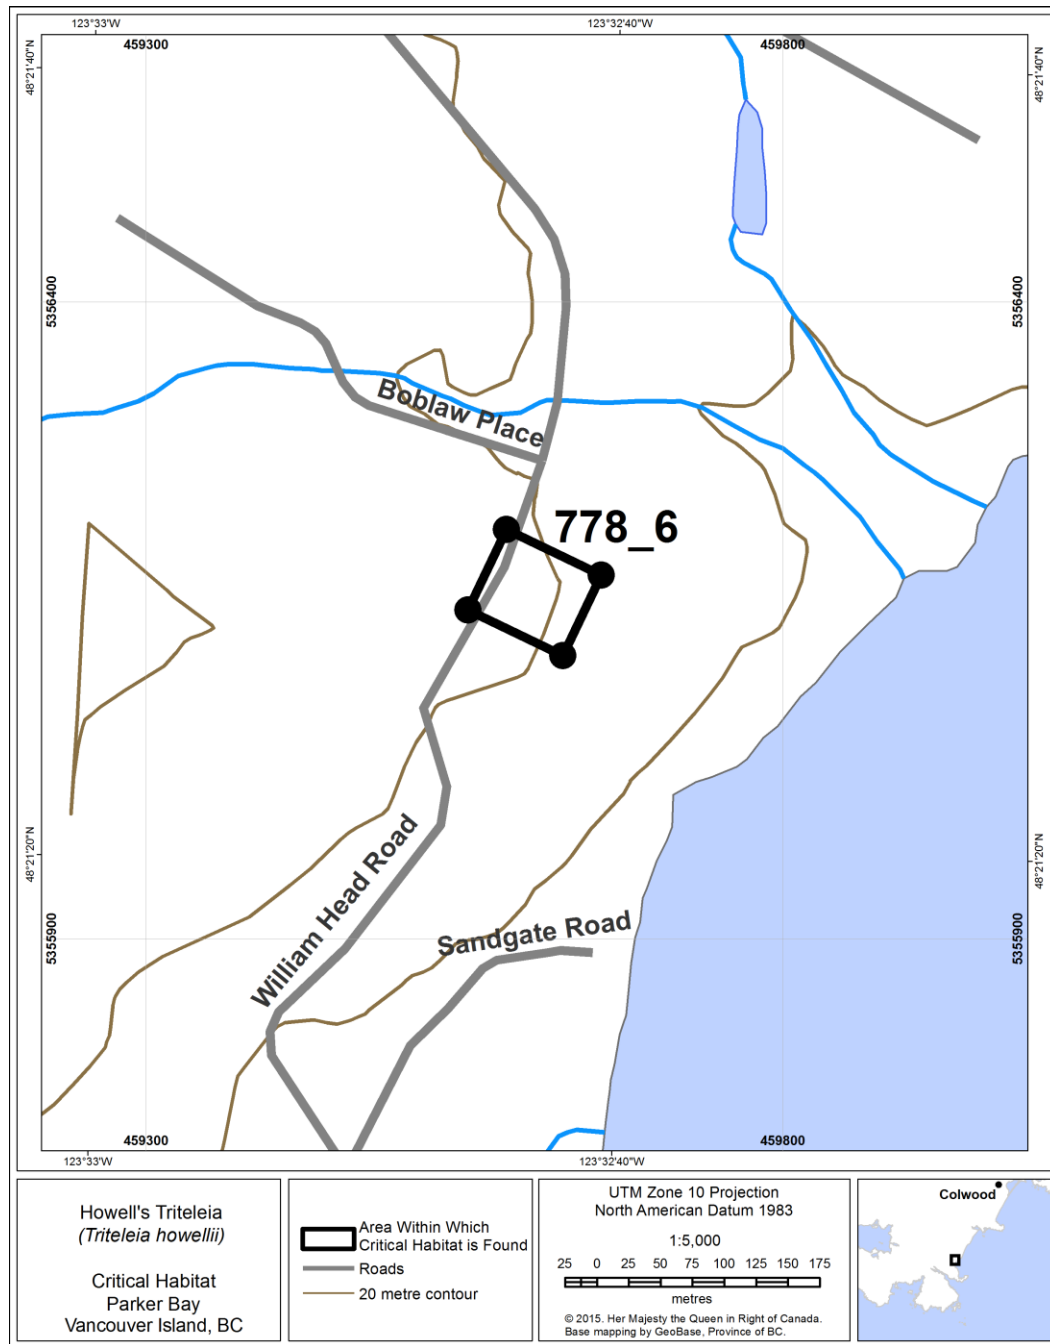 123°33'W
123°32'40"W
459300
459800
48°21'40"N
48°21'40"N
5356400
5356400
Boblaw Place
778_6
48°21'20"N
48°21'20"N
William Head Road
Sandgate Road
5355900
5355900
459300
459800
123°33'W
123°32'40"W
Howell's Triteleia
(Triteleia howellii)
Critical Habitat
Parker Bay
Vancouver Island, BC
Area Within Which
Critical Habitat is Found
Roads
20 metre contour
UTM Zone 10 Projection
North American Datum 1983
1:5,000
25 0 25 50 75 100 125 150 175
metres
© 2015. Her Majesty the Queen in Right of Canada.
Base mapping by GeoBase, Province of BC.
Colwood